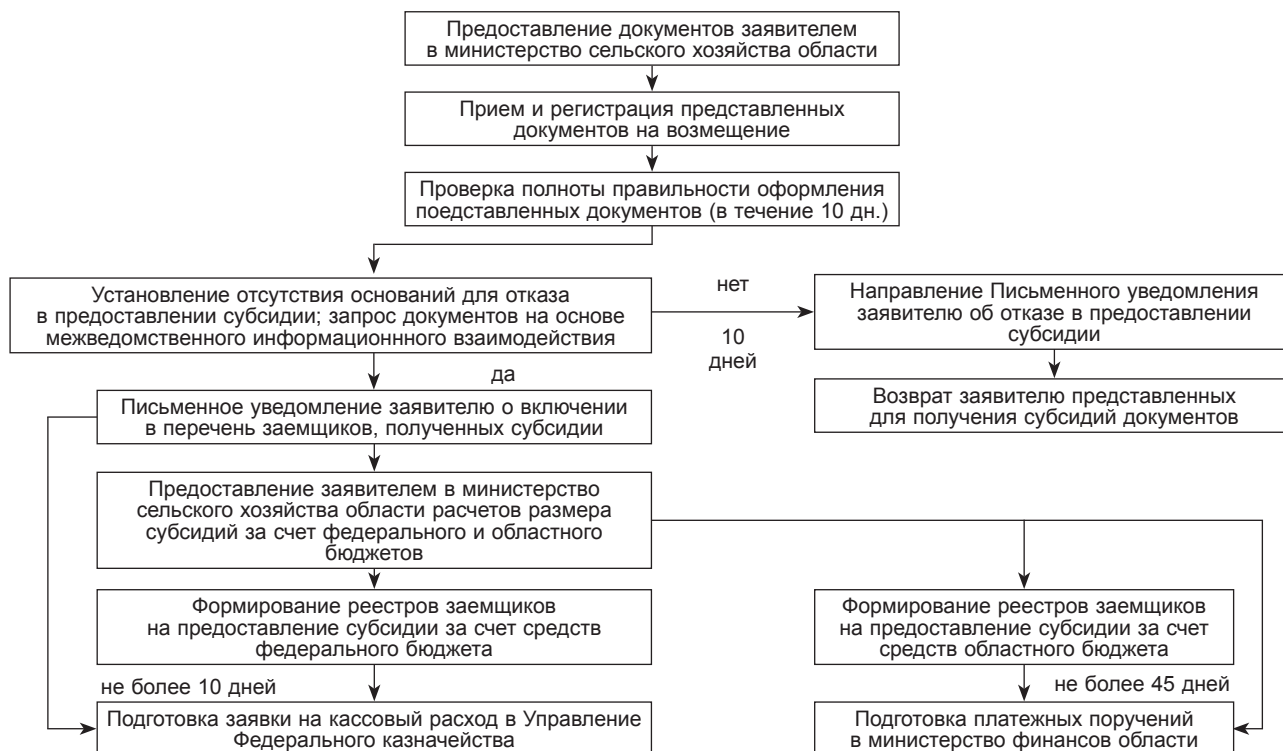 Предоставление документов заявителем
в министерство сельского хозяйства области
Прием и регистрация представленных
документов на возмещение
Проверка полноты правильности оформления
поедставленных документов (в течение 10 дн.)
Установление отсутствия оснований для отказа
в предоставлении субсидии; запрос документов на основе
межведомственного информационнного взаимодействия
нет
10
дней
Направление Письменного уведомления
заявителю об отказе в предоставлении
субсидии
Возврат заявителю представленных
для получения субсидий документов
да
Письменное уведомление заявителю о включении
в перечень заемщиков, полученных субсидии
Предоставление заявителем в министерство
сельского хозяйства области расчетов размера
субсидий за счет федерального и областного
бюджетов
Формирование реестров заемщиков
на предоставление субсидии за счет средств
федерального бюджета
Формирование реестров заемщиков
на предоставление субсидии за счет
средств областного бюджета
не более 10 дней
не более 45 дней
Подготовка заявки на кассовый расход в Управление
Федерального казначейства
Подготовка платежных поручений
в министерство финансов области